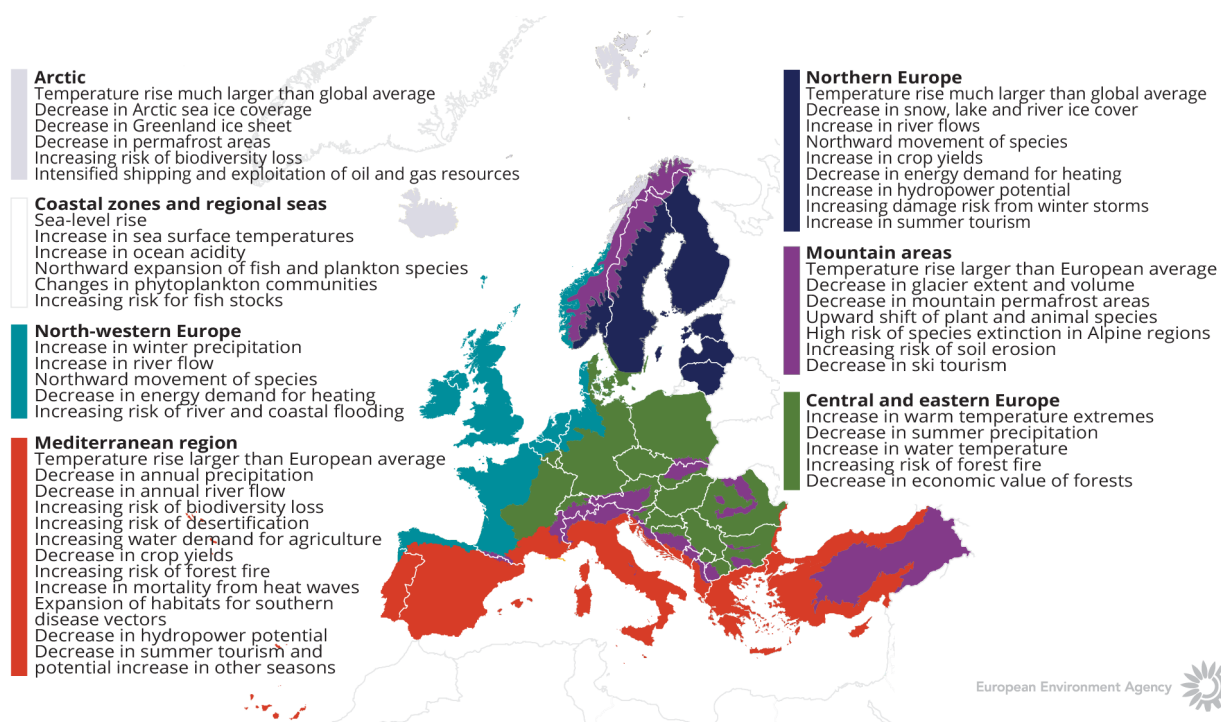 Arctic
Temperature rise much larger than global average
Decrease in Arctic sea ice coverage
Decrease in Greenland ice sheet
Decrease in permafrost areas
Increasing risk of biodiversity loss
Intensified shipping and exploitation of oil and gas resources
Coastal zones and regional seas
Sea-level rise
Increase in sea surface temperatures
Increase in ocean acidity
Northward expansion of fish and plankton species
Changes in phytoplankton communities
Increasing risk for fish stocks
North-western Europe
Increase in winter precipitation
Increase in river flow
Northward movement of species
Decrease in energy demand for heating
Increasing risk of river and coastal flooding
Mediterranean region
Temperature rise larger than European average
Decrease in annual precipitation
Decrease in annual river flow
Increasing risk of biodiversity loss
Increasing risk of desertification
Increasing water demand for agriculture
Decrease in crop yields
Increasing risk of forest fire
Increase in mortality from heat waves
Expansion of habitats for southern
disease vectors
Decrease in hydropower potential
Decrease in summer tourism and
potential increase in other seasons
Northern Europe
Temperature rise much larger than global average
Decrease in snow, lake and river ice cover
Increase in river flows
Northward movement of species
Increase in crop yields
Decrease in energy demand for heating
Increase in hydropower potential
Increasing damage risk from winter storms
Increase in summer tourism
Mountain areas
Temperature rise larger than European average
Decrease in glacier extent and volume
Decrease in mountain permafrost areas
Upward shift of plant and animal species
High risk of species extinction in Alpine regions
Increasing risk of soil erosion
Decrease in ski tourism
Central and eastern Europe
Increase in warm temperature extremes
Decrease in summer precipitation
Increase in water temperature
Increasing risk of forest fire
Decrease in economic value of forests
European Environment Agency